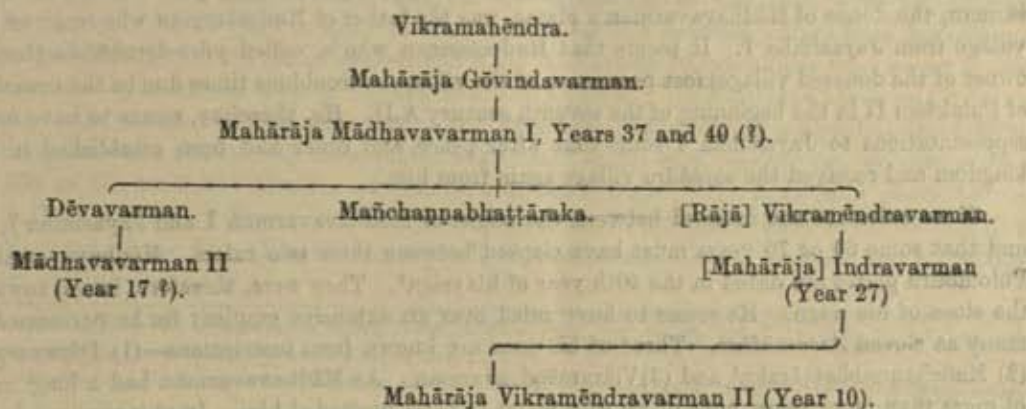 Vikramahēndra.
Mahārāja Gōvindavarman.
Mahārāja Mādhavavarman I, Years 37 and 40 (?).
Dēvavarman. Mañchaṇṇabhaṭṭāraka. [Rājā] Vikramēndravarman.
Mādhavavarman II [Mahārāja] Indravarman
(Year 17 ?). (Year 27)
Mahārāja Vikramēndravarman II (Year 10).